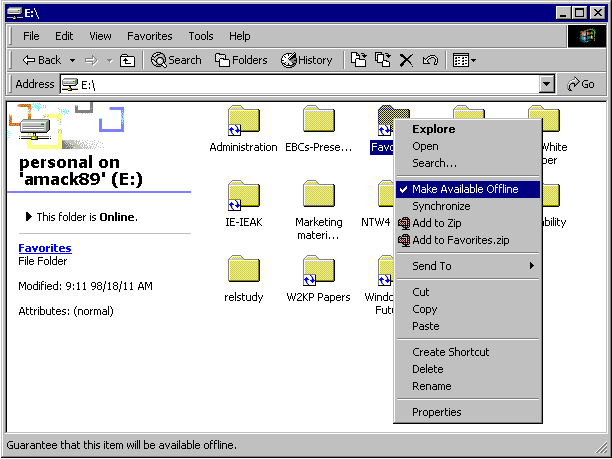 E:\
File Edit View Favorites Tools Help
Back Search Folders History
Address E:\ Go
personal on
'amack89' (E:)
This folder is Online.
Favorites
File Folder
Modified: 9:11 98/18/11 AM
Attributes: (normal)
Administration
EBCs-Prese...
Favo
White
per
IE-IEAK
Marketing
materi...
NTW4
ability
relstudy
W2KP Papers
Window
Futu
Explore
Open
Search...
Make Available Offline
Synchronize
Add to Zip
Add to Favorites.zip
Send To
Cut
Copy
Paste
Create Shortcut
Delete
Rename
Properties
Guarantee that this item will be available offline.